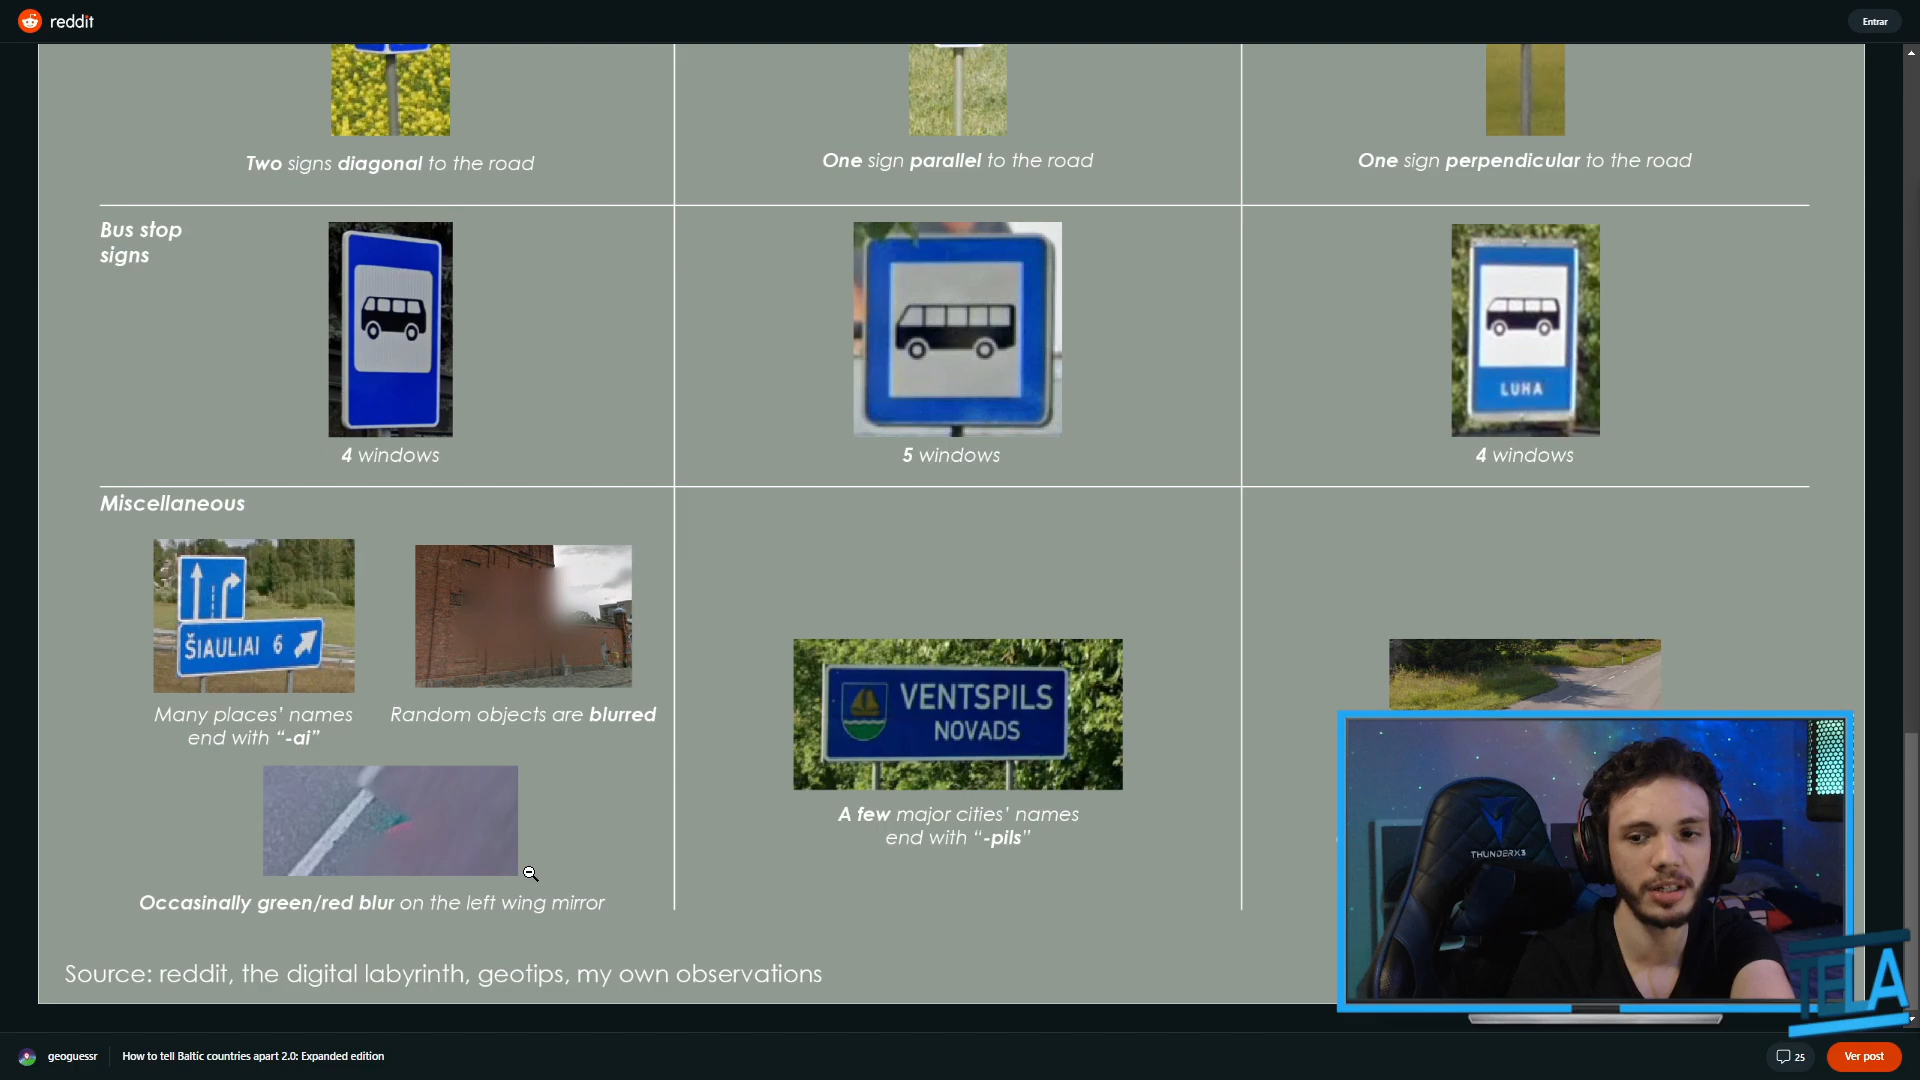 reddit
Entrar
Two signs diagonal to the road
One sign parallel to the road
One sign perpendicular to the road
Bus stop
signs
LUHA
4 windows
5 windows
4 windows
Miscellaneous
ŠIAULIAI 6
Many places’ names
end with “-ai”
Random objects are blurred
VENTSPILS
NOVADS
A few major cities’ names
end with “-pils”
Occasinally green/red blur on the left wing mirror
THUNDERX3
TELA
Source: reddit, the digital labyrinth, geotips, my own observations
geoguessr
How to tell Baltic countries apart 2.0: Expanded edition
25
Ver post